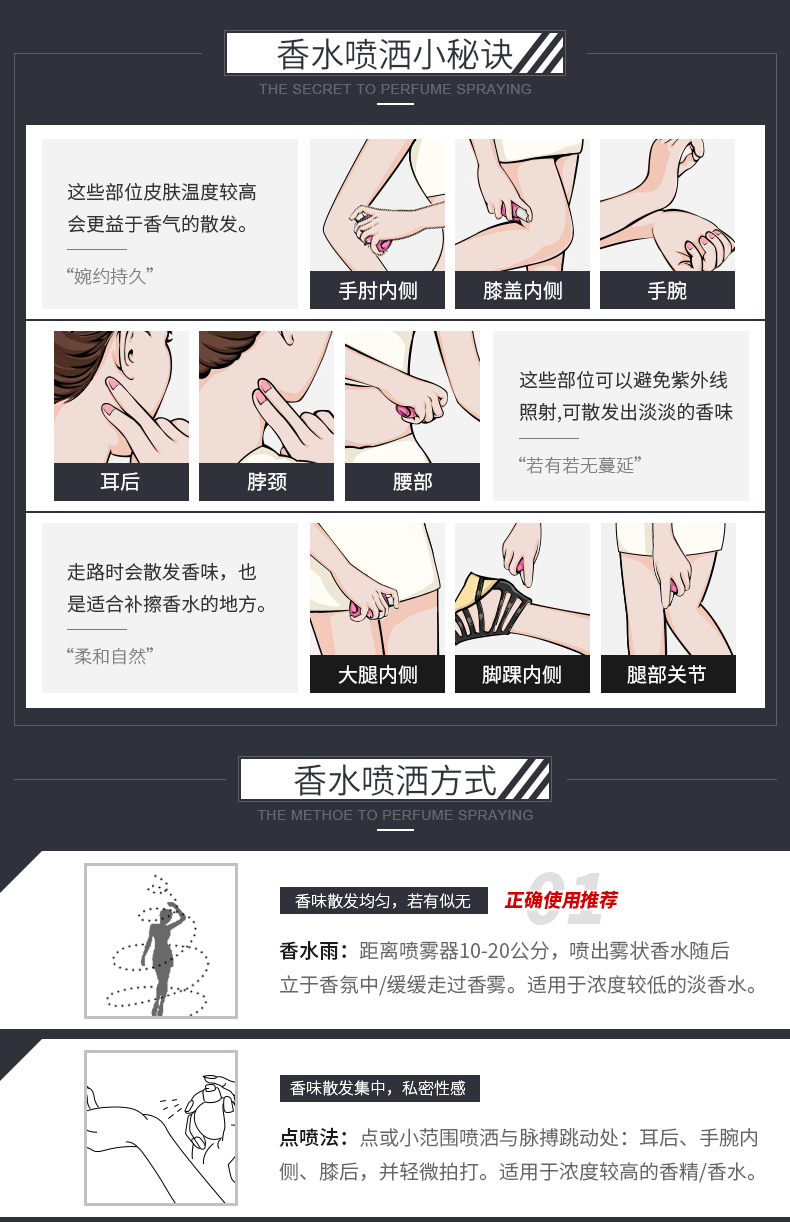 香水喷洒小秘诀
THE SECRET TO PERFUME SPRAYING
这些部位皮肤温度较高
会更益于香气的散发。
“婉约持久”
手肘内侧
膝盖内侧
手腕
耳后
脖颈
腰部
这些部位可以避免紫外线
照射,可散发出淡淡的香味
“若有若无蔓延”
走路时会散发香味，也
是适合补擦香水的地方。
“柔和自然”
大腿内侧
脚踝内侧
腿部关节
香水喷洒方式
THE METHOE TO PERFUME SPRAYING
香味散发均匀，若有似无
01
正确使用推荐
香水雨：距离喷雾器10-20公分，喷出雾状香水随后
立于香氛中/缓缓走过香雾。适用于浓度较低的淡香水。
香味散发集中，私密性感
点喷法：点或小范围喷洒与脉搏跳动处：耳后、手腕内
侧、膝后，并轻微拍打。适用于浓度较高的香精/香水。